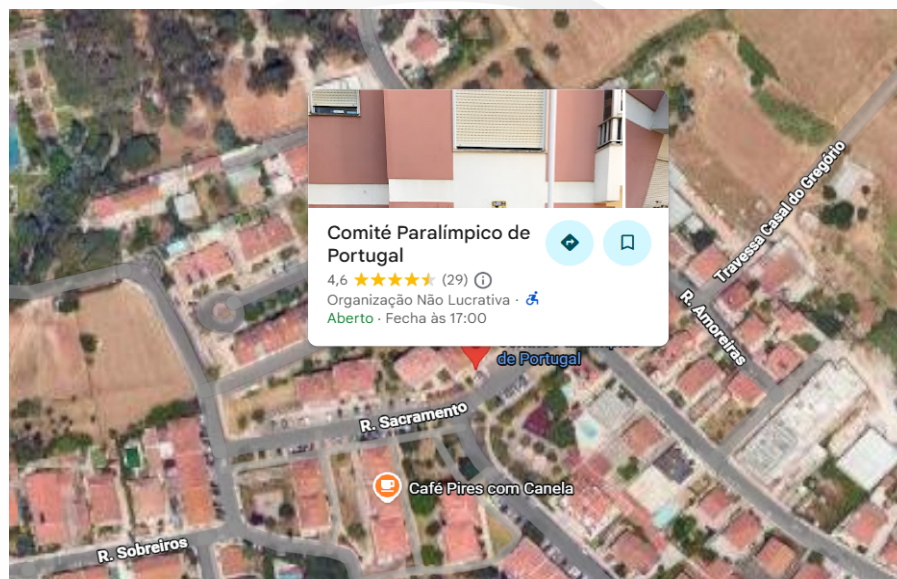 Comité Paralímpico de
Portugal
4,6 (29)
Organização Não Lucrativa ·
Aberto · Fecha às 17:00
de Portugal
Travessa Casal do Gregório
R. Amoreiras
R. Sacramento
Café Pires com Canela
R. Sobreiros